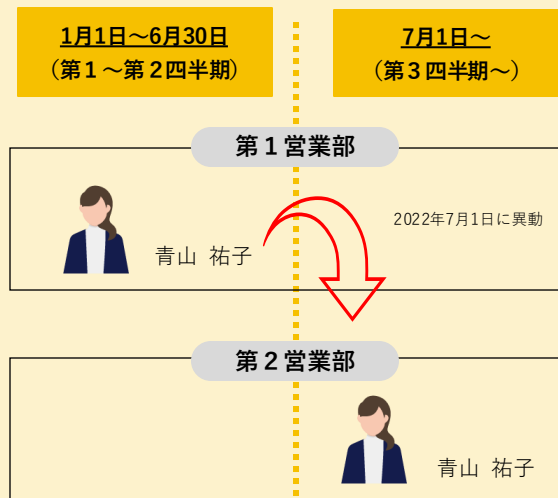 1月1日～6月30日
（第１～第２四半期）
7月1日～
（第３四半期～）
第１営業部
2022年7月1日に異動
青山 祐子
第２営業部
青山 祐子